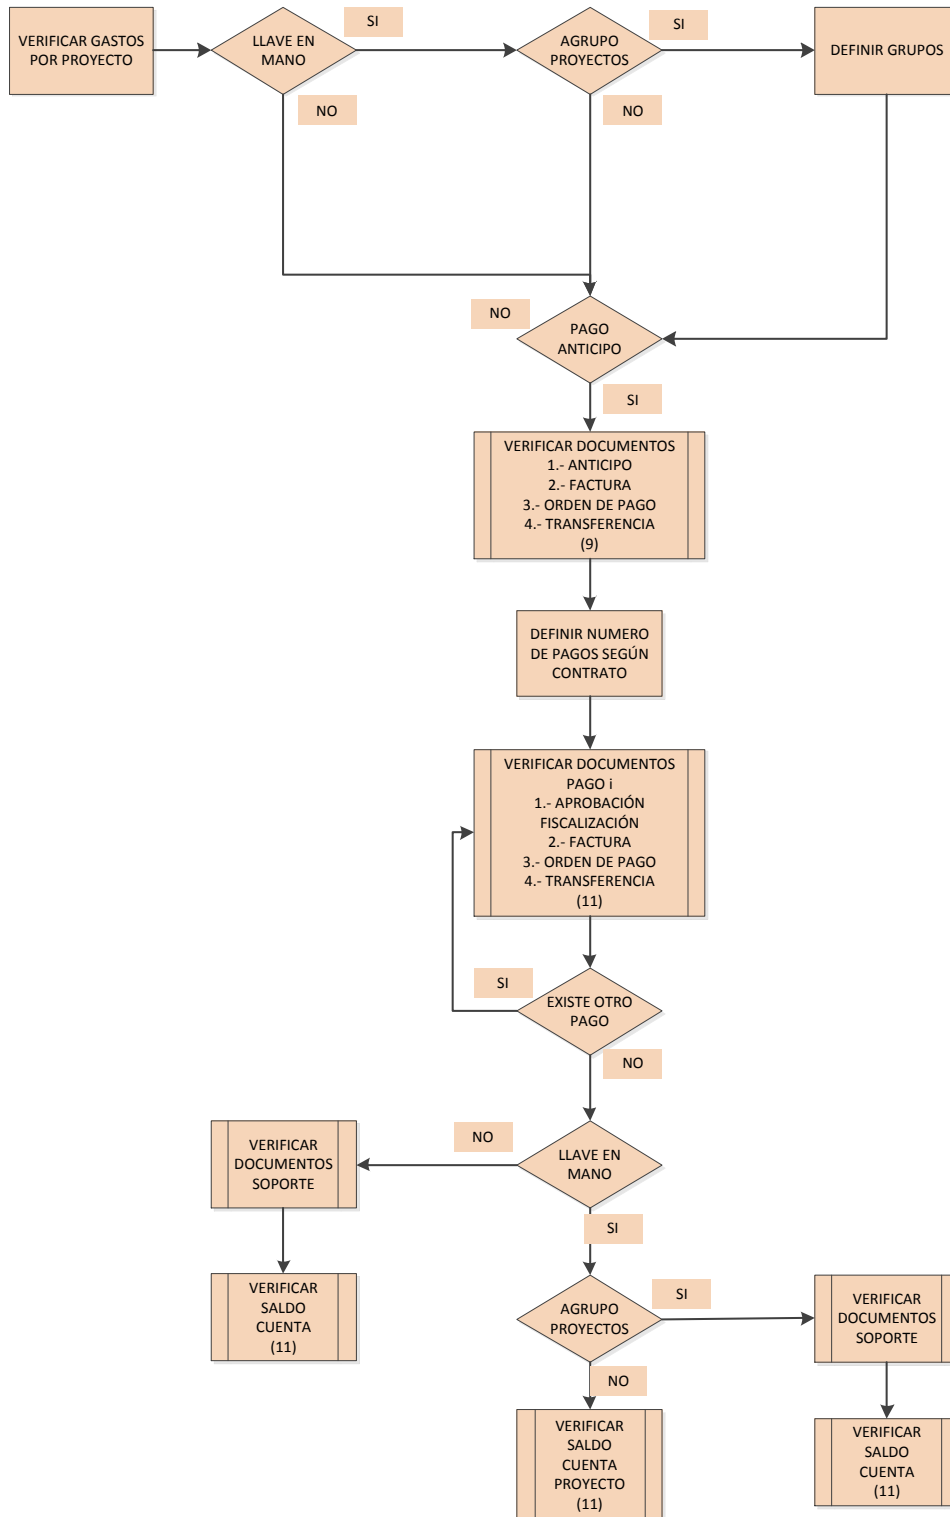 VERIFICAR GASTOS
POR PROYECTO
LLAVE EN
MANO
SI
AGRUPO
PROYECTOS
SI
DEFINIR GRUPOS
NO
NO
NO
PAGO
ANTICIPO
SI
VERIFICAR DOCUMENTOS
1.- ANTICIPO
2.- FACTURA
3.- ORDEN DE PAGO
4.- TRANSFERENCIA
(9)
DEFINIR NUMERO
DE PAGOS SEGÚN
CONTRATO
VERIFICAR DOCUMENTOS
PAGO i
1.- APROBACIÓN
FISCALIZACIÓN
2.- FACTURA
3.- ORDEN DE PAGO
4.- TRANSFERENCIA
(11)
SI
EXISTE OTRO
PAGO
NO
NO
LLAVE EN
MANO
VERIFICAR
DOCUMENTOS
SOPORTE
SI
VERIFICAR
SALDO
CUENTA
(11)
AGRUPO
PROYECTOS
SI
VERIFICAR
DOCUMENTOS
SOPORTE
NO
VERIFICAR
SALDO
CUENTA
PROYECTO
(11)
VERIFICAR
SALDO
CUENTA
(11)